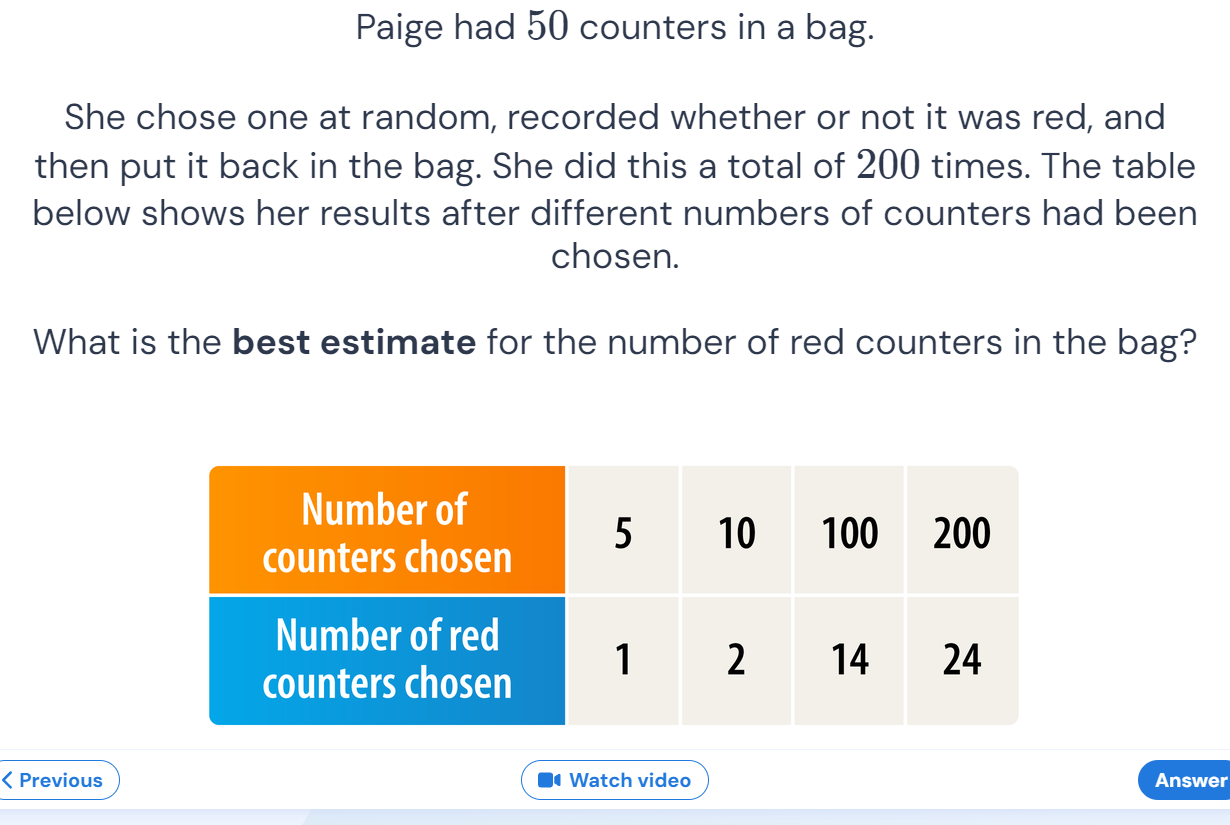 Paige had 50 counters in a bag.
She chose one at random, recorded whether or not it was red, and
then put it back in the bag. She did this a total of 200 times. The table
below shows her results after different numbers of counters had been
chosen.
What is the best estimate for the number of red counters in the bag?
Number of
counters chosen
5 10 100 200
Number of red
counters chosen
1 2 14 24
Previous
Watch video
Answer